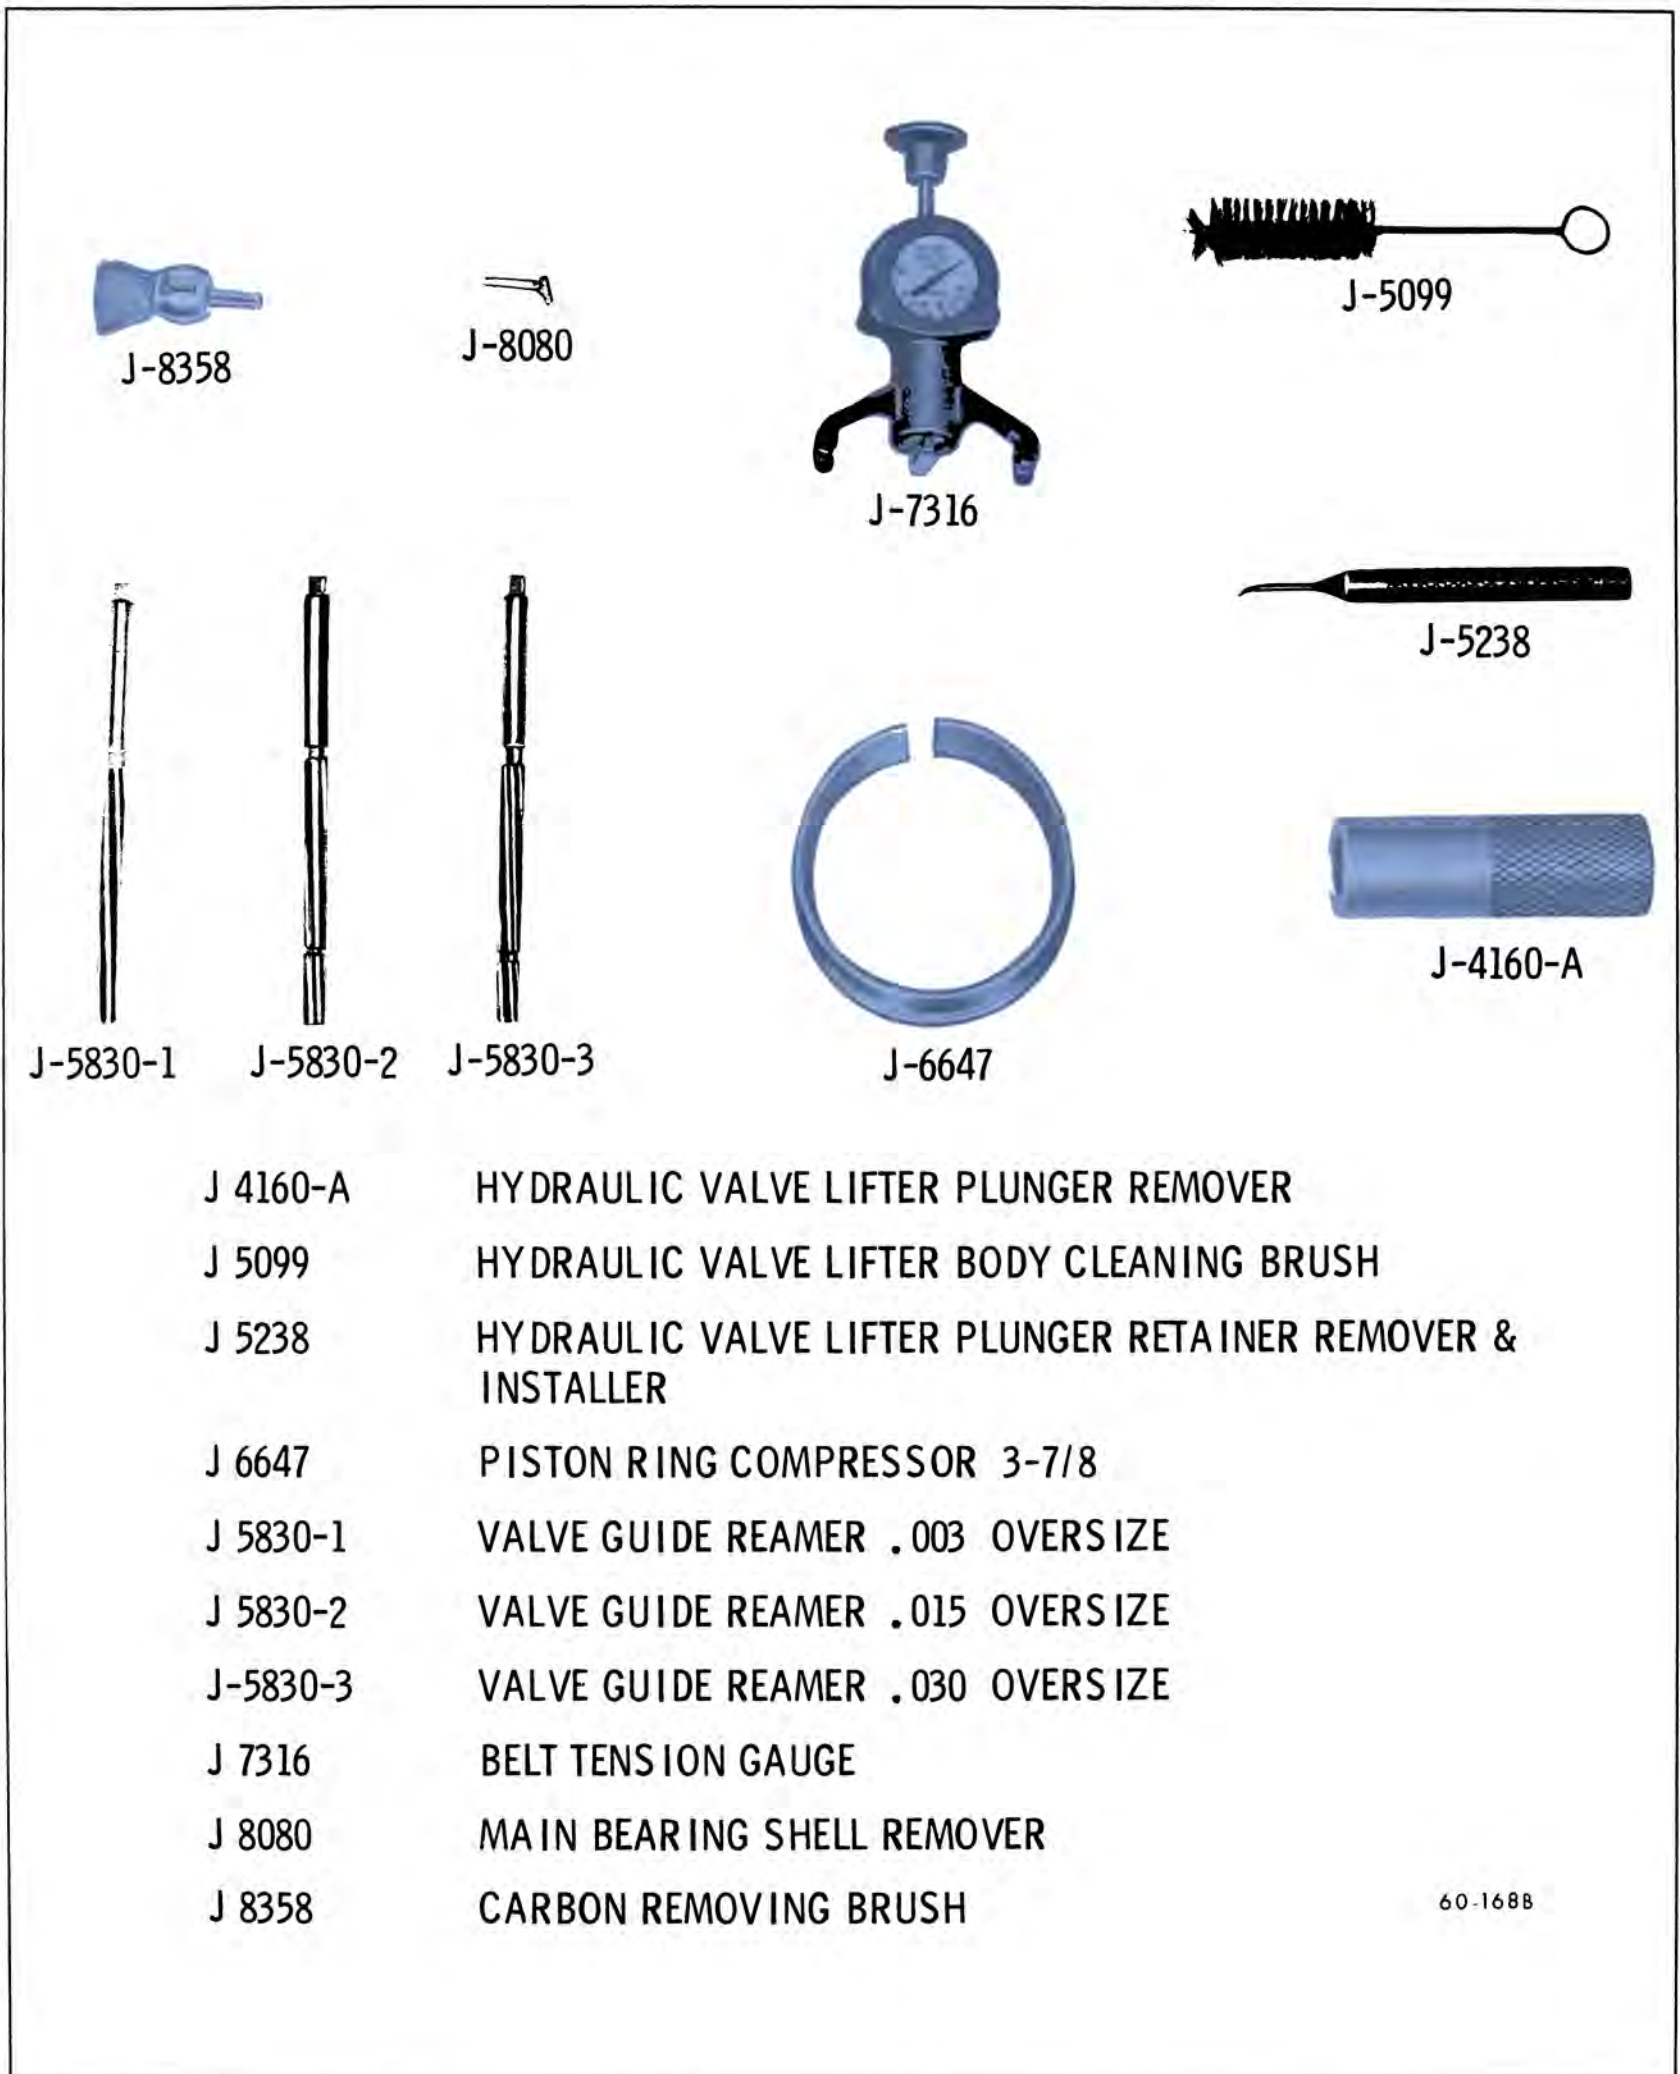 J-8358
J-8080
J-7316
J-5099
J-5238
J-5830-1
J-5830-2
J-5830-3
J-6647
J-4160-A
J 4160-A HYDRAULIC VALVE LIFTER PLUNGER REMOVER
J 5099 HYDRAULIC VALVE LIFTER BODY CLEANING BRUSH
J 5238 HYDRAULIC VALVE LIFTER PLUNGER RETAINER REMOVER &
INSTALLER
J 6647 PISTON RING COMPRESSOR 3-7/8
J 5830-1 VALVE GUIDE REAMER .003 OVERSIZE
J 5830-2 VALVE GUIDE REAMER .015 OVERSIZE
J-5830-3 VALVE GUIDE REAMER .030 OVERSIZE
J 7316 BELT TENSION GAUGE
J 8080 MAIN BEARING SHELL REMOVER
J 8358 CARBON REMOVING BRUSH
60-168B